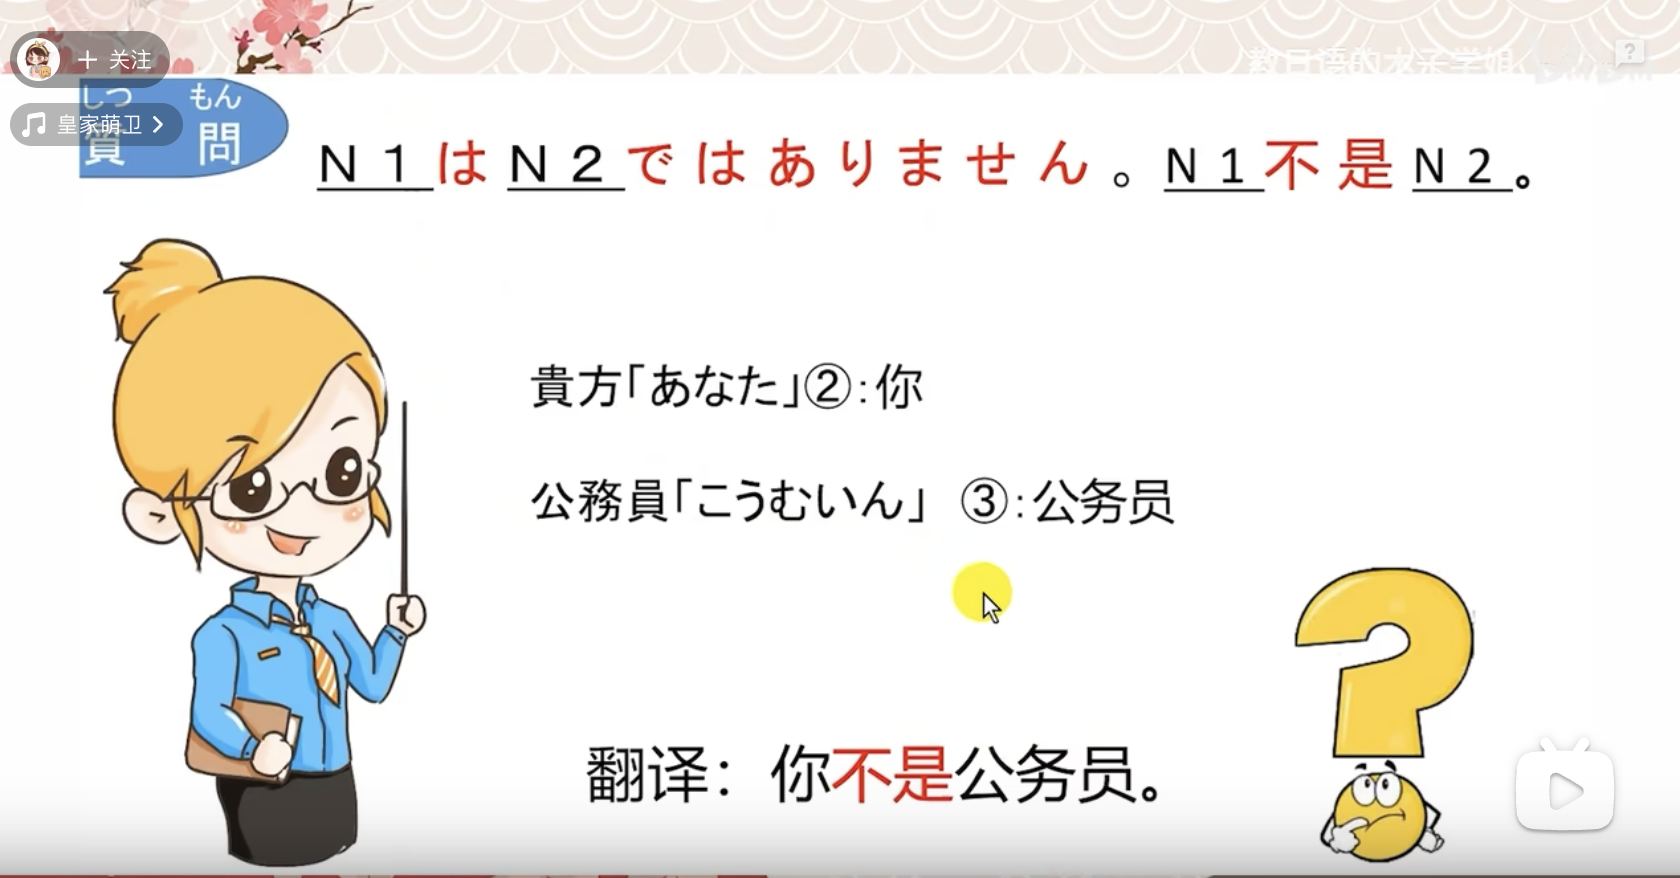 关注
教日语的木子学姐
しつ もん
皇家萌卫
質 問
N1はN2ではありません。N1不是N2。
貴方「あなた」②:你
公務員「こうむいん」 ③:公务员
翻译：你不是公务员。